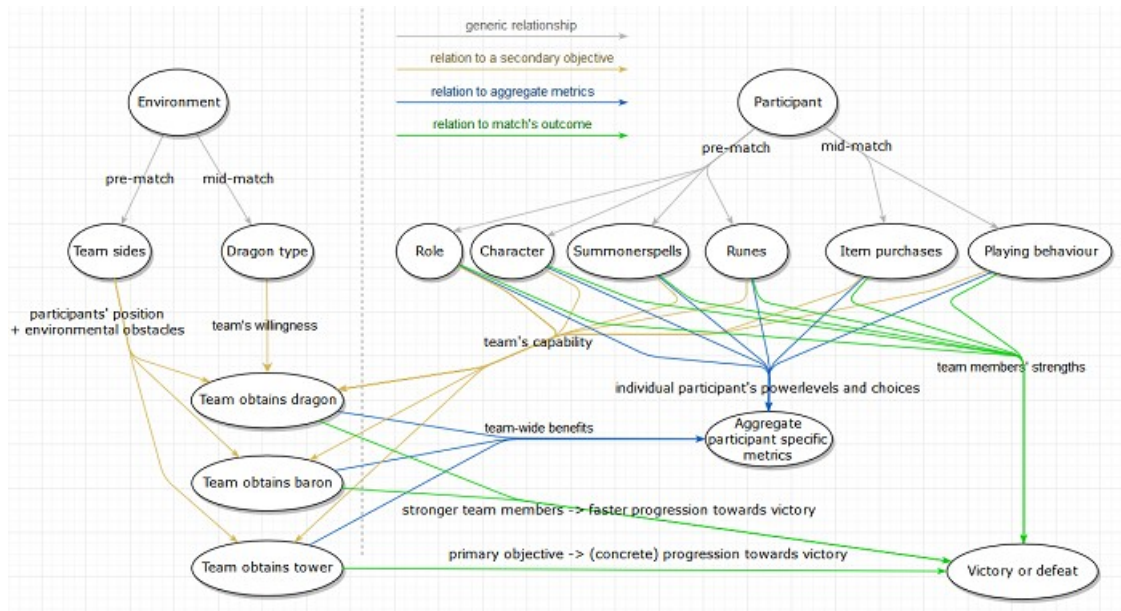 generic relationship
relation to a secondary objective
relation to aggregate metrics
relation to match's outcome
Environment
Participant
pre-match
mid-match
pre-match
mid-match
Team sides
Dragon type
Role
Character
Summonerspells
Runes
Item purchases
Playing behaviour
participants' position
+ environmental obstacles
team's willingness
team's capability
team members' strengths
individual participant's powerlevels and choices
Team obtains dragon
team-wide benefits
Aggregate
participant specific
metrics
Team obtains baron
stronger team members -> faster progression towards victory
primary objective -> (concrete) progression towards victory
Team obtains tower
Victory or defeat